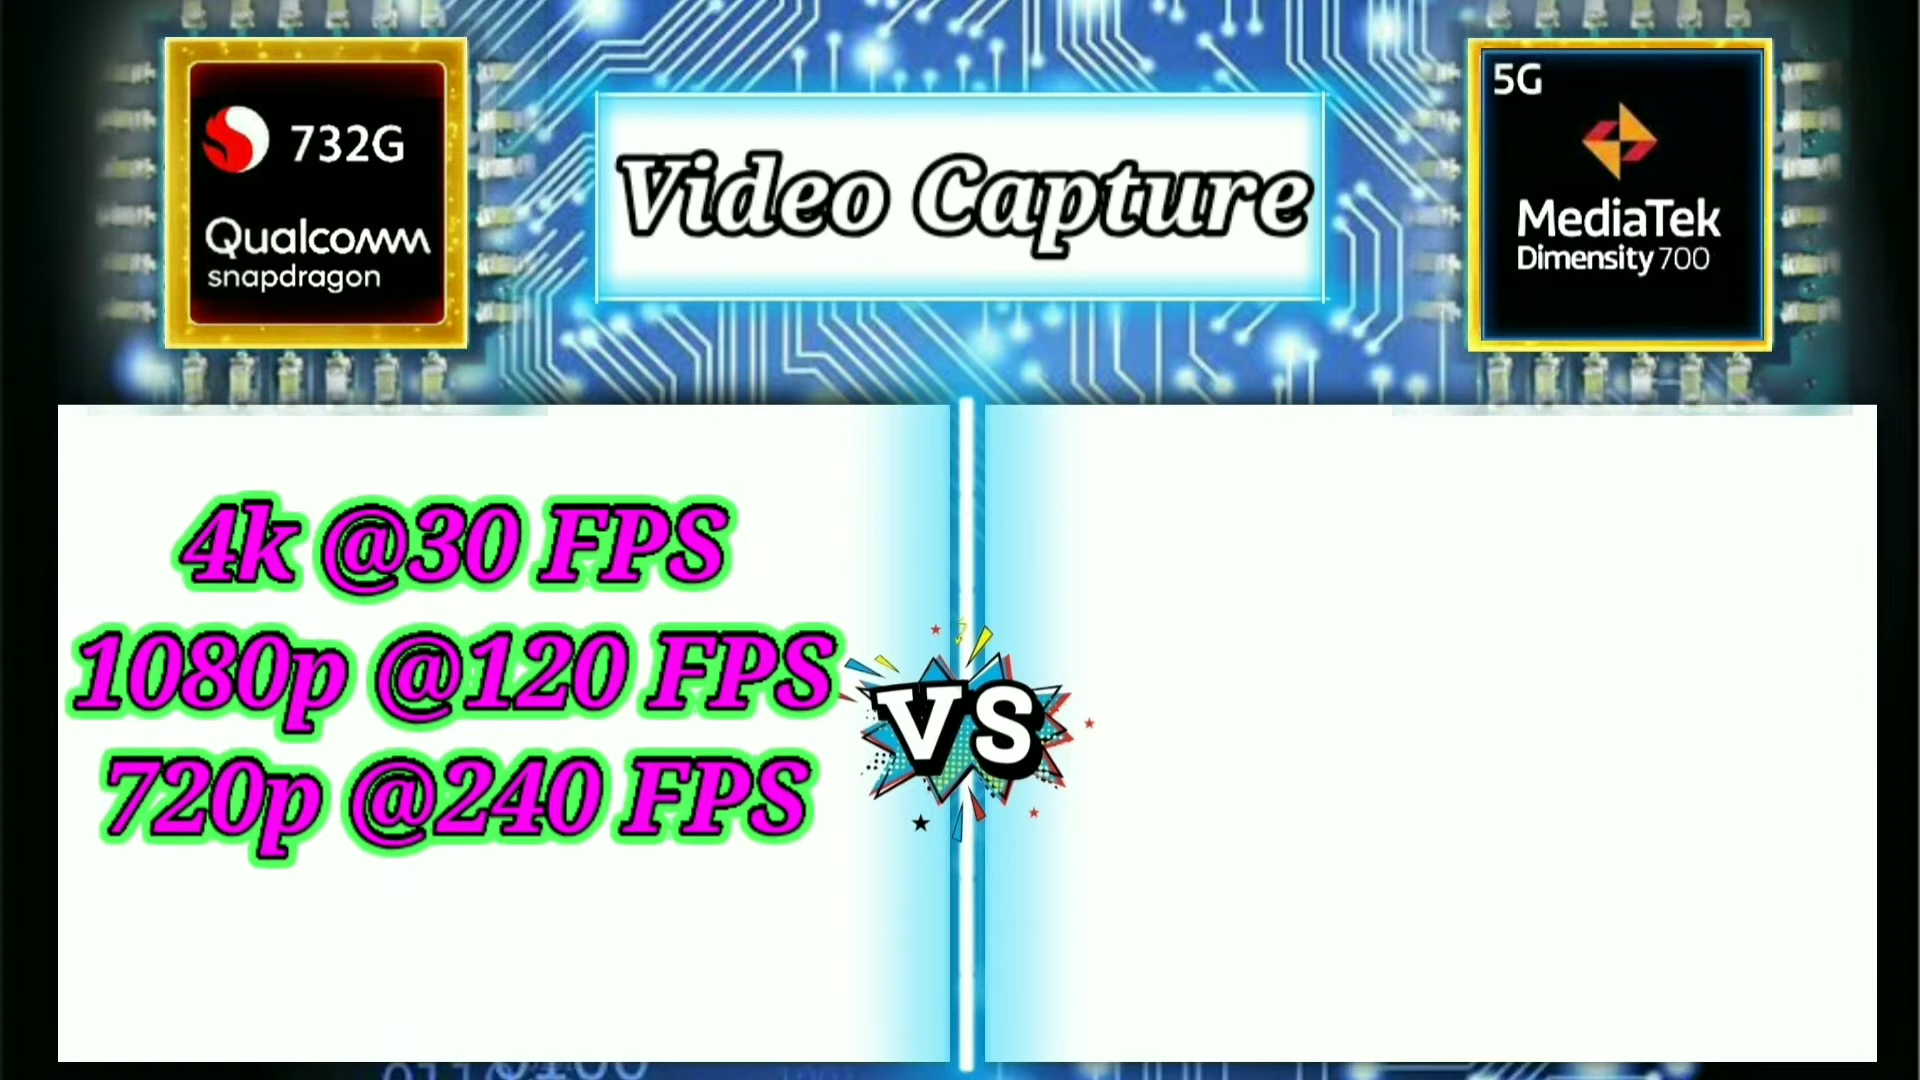 732G
Qualcomm
snapdragon
Video Capture
5G
MediaTek
Dimensity 700
4k @30 FPS
1080p @120 FPS
720p @240 FPS
VS